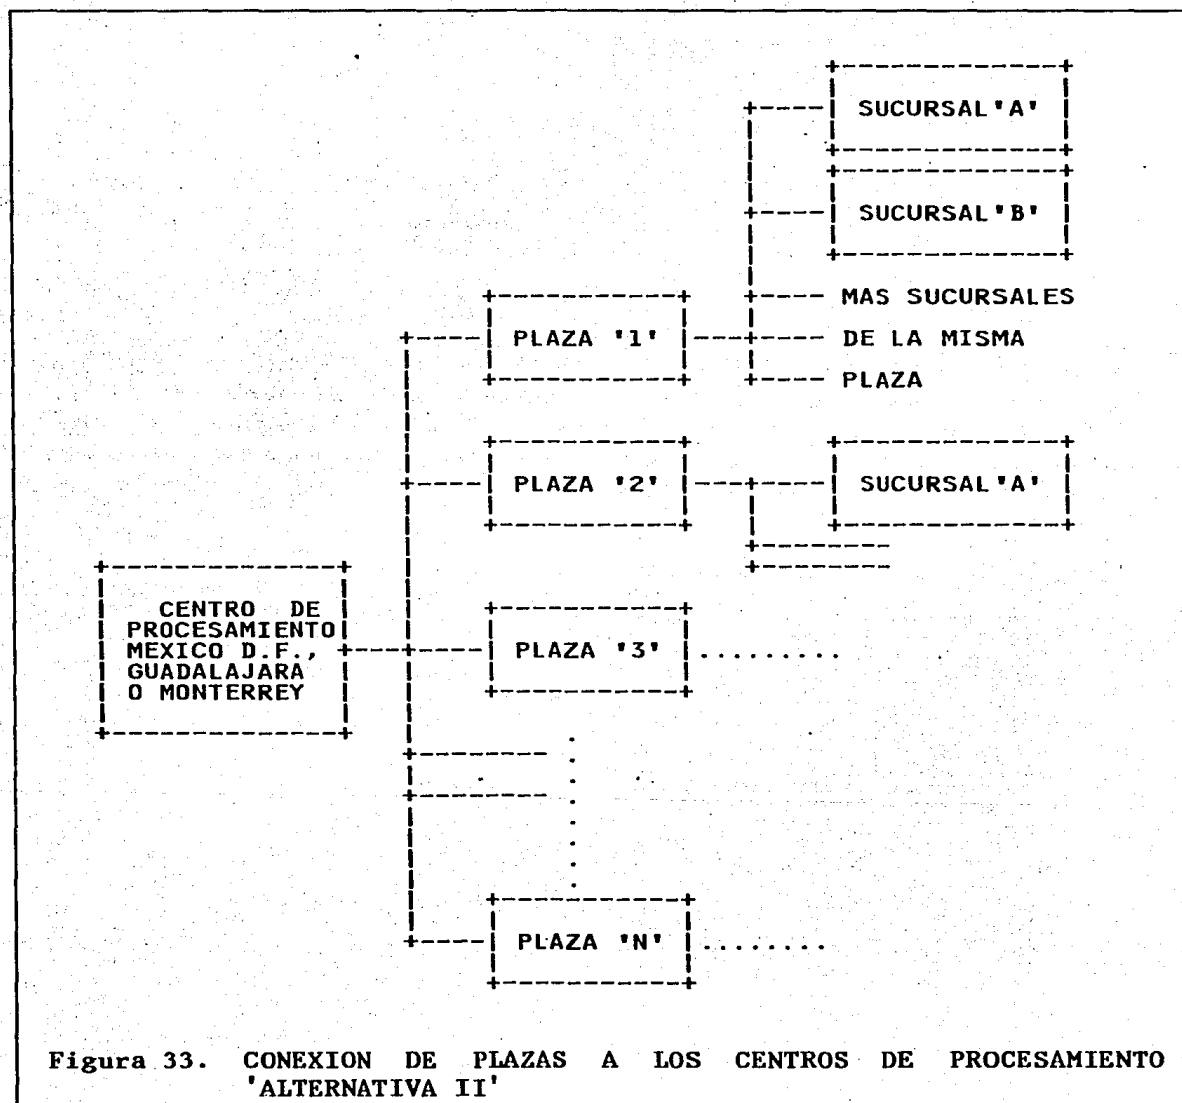 SUCURSAL 'A'
SUCURSAL 'B'
MAS SUCURSALES
PLAZA '1'
DE LA MISMA
PLAZA
PLAZA '2'
SUCURSAL 'A'
CENTRO DE
PROCESAMIENTO
MEXICO D.F.,
GUADALAJARA
O MONTERREY
PLAZA '3' .........
PLAZA 'N' ........
Figura 33. CONEXION DE PLAZAS A LOS CENTROS DE PROCESAMIENTO
'ALTERNATIVA II'